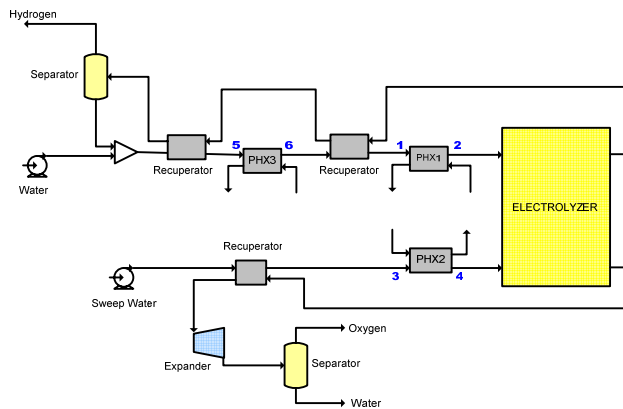 Hydrogen
Separator
5
6
1
2
PHX3
PHX1
Recuperator
Recuperator
Water
ELECTROLYZER
Recuperator
PHX2
3
4
Sweep Water
Oxygen
Expander
Separator
Water